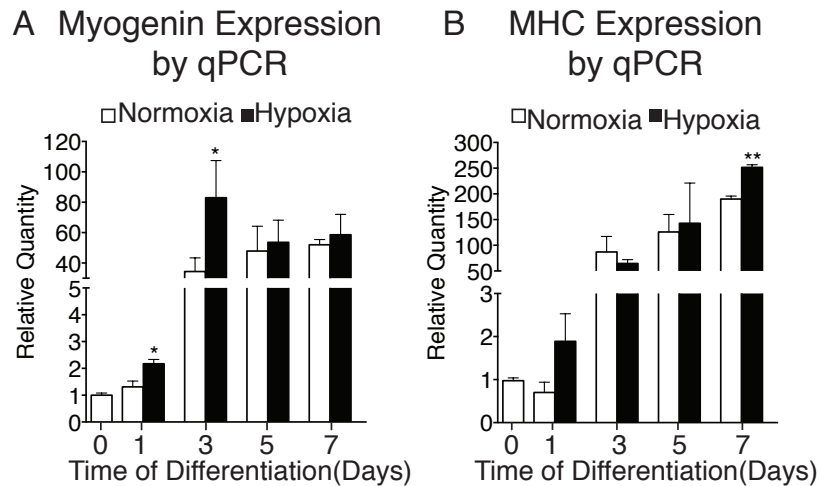 A Myogenin Expression
by qPCR
□Normoxia ■Hypoxia
Relative Quantity
120
100
80
60
40
5
4
3
2
1
0
*
*
0 1 3 5 7
Time of Differentiation(Days)
B MHC Expression
by qPCR
□Normoxia ■Hypoxia
Relative Quantity
300
250
200
150
100
50
3
2
1
0
**
0 1 3 5 7
Time of Differentiation(Days)